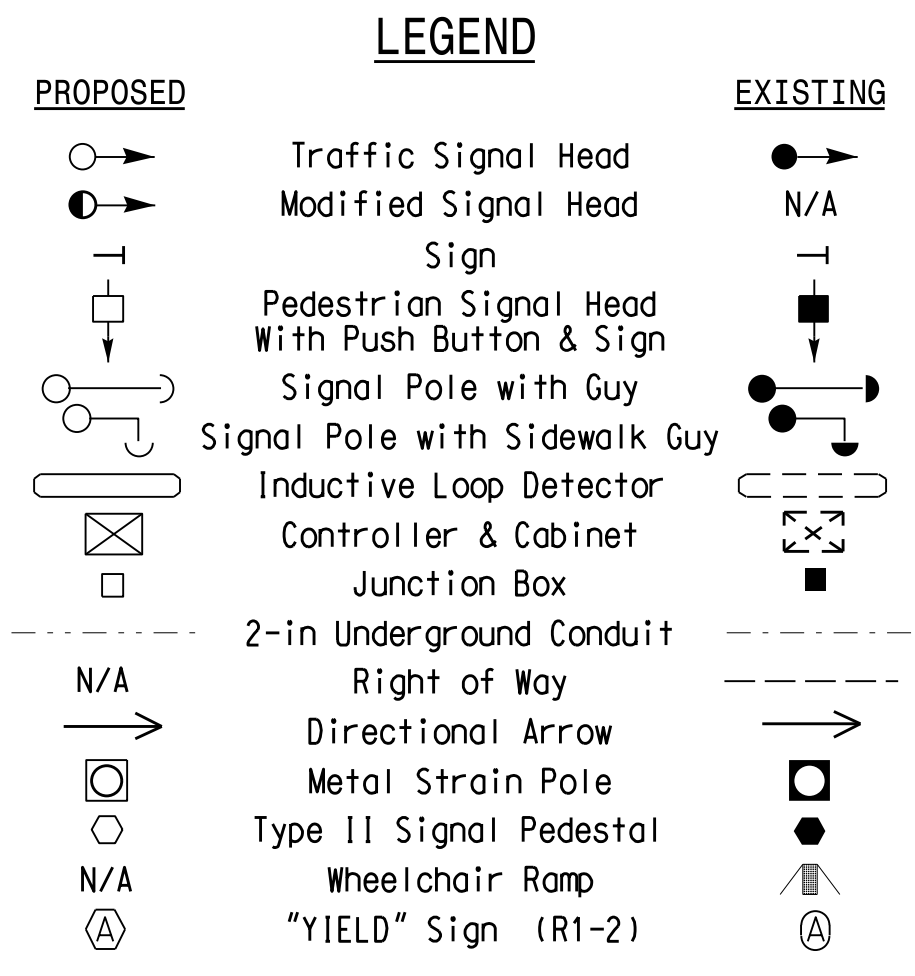 LEGEND
PROPOSED EXISTING
Traffic Signal Head
Modified Signal Head N/A
Sign
Pedestrian Signal Head
With Push Button & Sign
Signal Pole with Guy
Signal Pole with Sidewalk Guy
Inductive Loop Detector
Controller & Cabinet
Junction Box
2-in Underground Conduit
N/A Right of Way
Directional Arrow
Metal Strain Pole
Type II Signal Pedestal
N/A Wheelchair Ramp
A "YIELD" Sign (R1-2) A